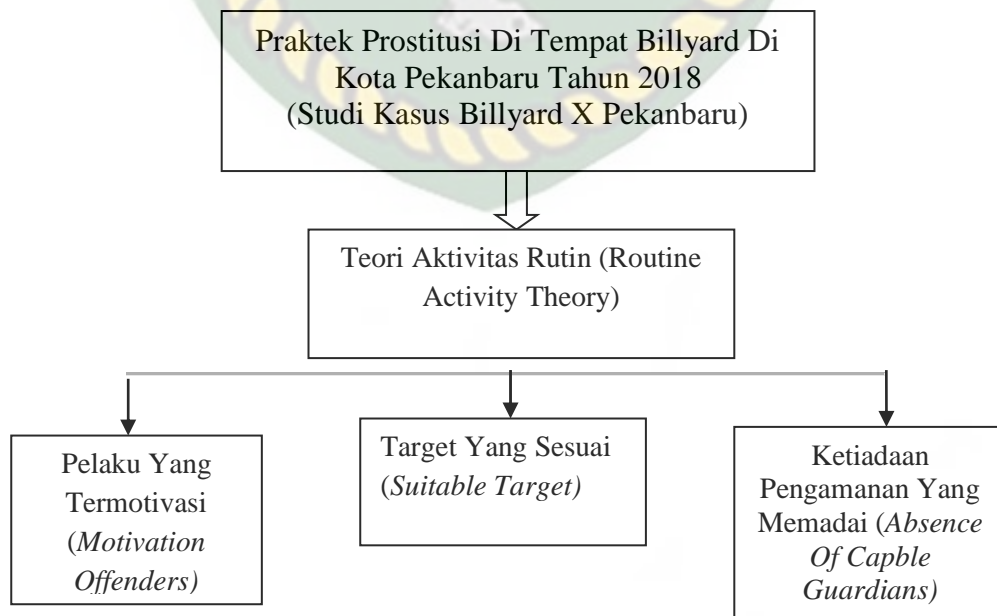 Praktek Prostitusi Di Tempat Billyard Di
Kota Pekanbaru Tahun 2018
(Studi Kasus Billyard X Pekanbaru)
Teori Aktivitas Rutin (Routine
Activity Theory)
Pelaku Yang
Termotivasi
(Motivation
Offenders)
Target Yang Sesuai
(Suitable Target)
Ketiadaan
Pengamanan Yang
Memadai (Absence
Of Capble
Guardians)